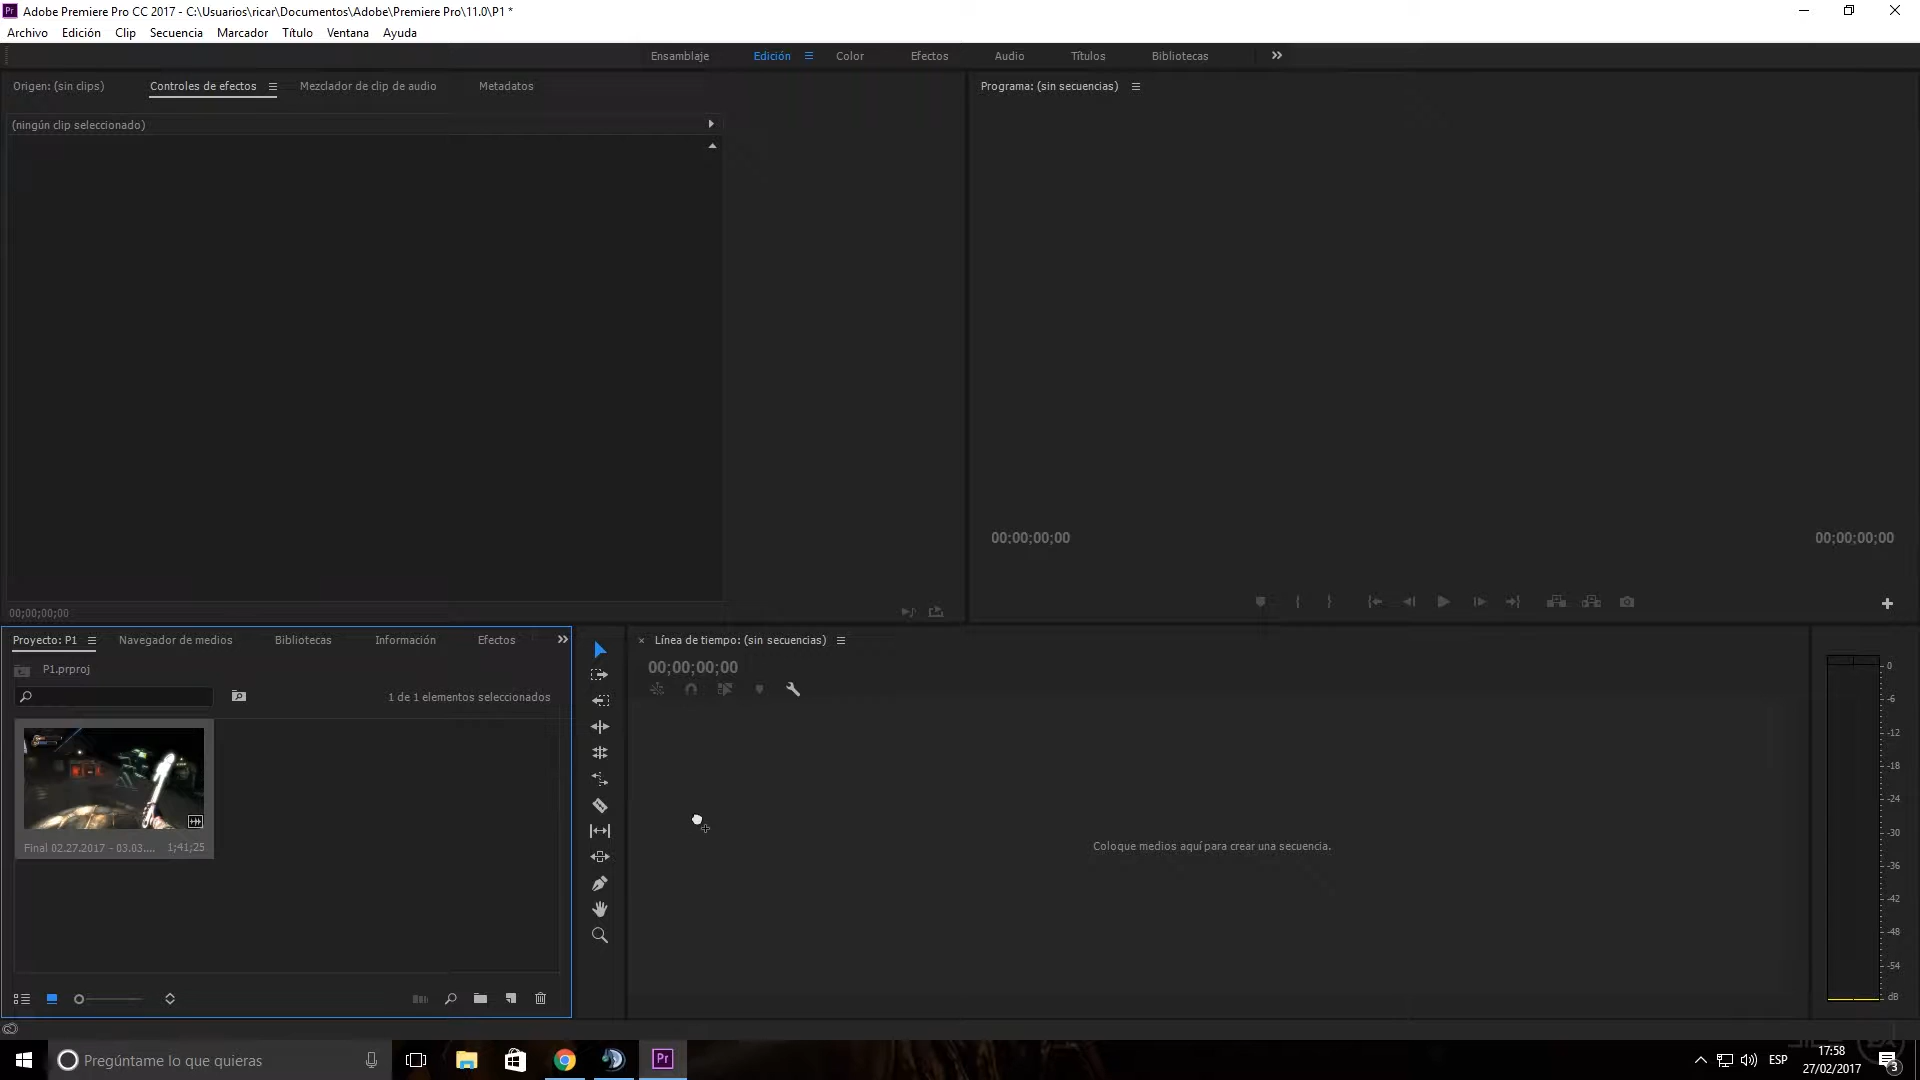 Pr Adobe Premiere Pro CC 2017 - C:\Usuarios\ricar\Documentos\Adobe\Premiere Pro\11.0\P1 *
Archivo Edición Clip Secuencia Marcador Título Ventana Ayuda
Ensamblaje Edición Color Efectos Audio Títulos Bibliotecas
Origen: (sin clips) Controles de efectos Mezclador de clip de audio Metadatos
Programa: (sin secuencias)
(ningún clip seleccionado)
00;00;00;00 00;00;00;00
00;00;00;00
Proyecto: P1 Navegador de medios Bibliotecas Información Efectos
Línea de tiempo: (sin secuencias)
P1.prproj
00;00;00;00
1 de 1 elementos seleccionados
Final 02.27.2017 - 03.03.... 1;41;25
Coloque medios aquí para crear una secuencia.
0
-6
-12
-18
-24
-30
-36
-42
-48
-54
dB
Pregúntame lo que quieras
Pr
ESP
17:58
27/02/2017
3